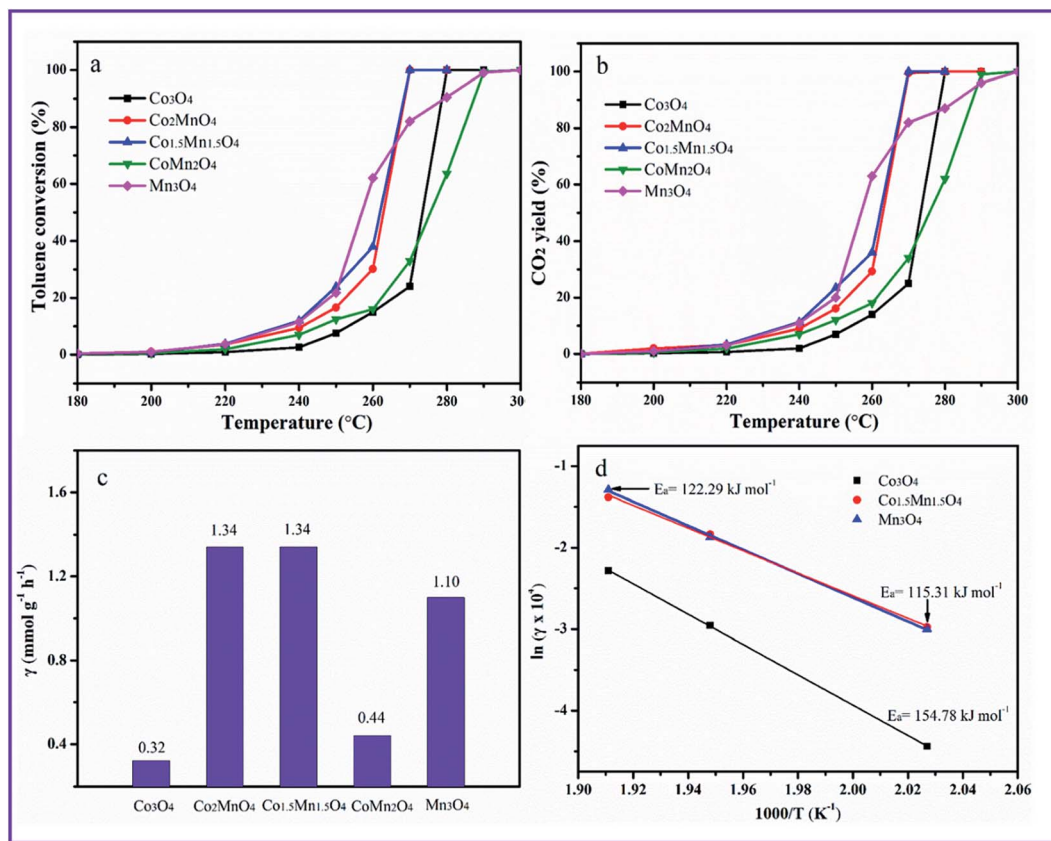 a
Toluene conversion (%)
100
80
60
40
20
0
Co3O4
Co2MnO4
Co1.5Mn1.5O4
CoMn2O4
Mn3O4
180 200 220 240 260 280 30
Temperature (°C)
b
CO2 yield (%)
100
80
60
40
20
0
Co3O4
Co2MnO4
Co1.5Mn1.5O4
CoMn2O4
Mn3O4
180 200 220 240 260 280 300
Temperature (°C)
c
γ (mmol g-1 h-1)
1.6
1.2
0.8
0.4
0.32
1.34
1.34
0.44
1.10
Co3O4 Co2MnO4 Co1.5Mn1.5O4 CoMn2O4 Mn3O4
d
ln (γ x 10^4)
-1
-2
-3
-4
Co3O4
Co1.5Mn1.5O4
Mn3O4
Ea= 122.29 kJ mol-1
Ea= 115.31 kJ mol-1
Ea= 154.78 kJ mol-1
1.90 1.92 1.94 1.96 1.98 2.00 2.02 2.04 2.06
1000/T (K-1)